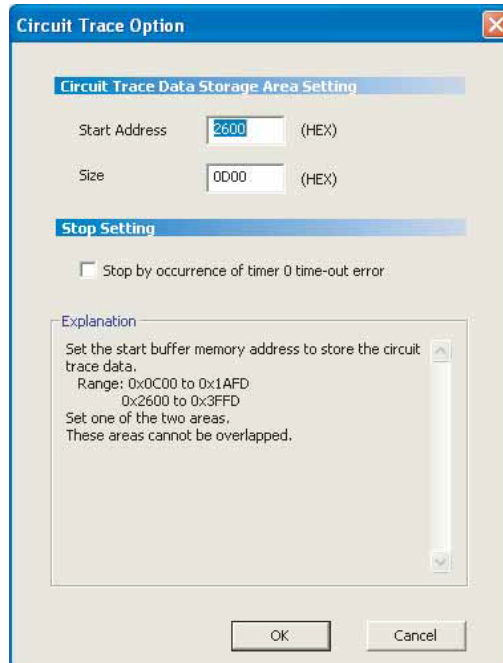 Circuit Trace Option
Circuit Trace Data Storage Area Setting
Start Address 2600 (HEX)
Size 0D00 (HEX)
Stop Setting
Stop by occurrence of timer 0 time-out error
Explanation
Set the start buffer memory address to store the circuit
trace data.
Range: 0x0C00 to 0x1AFD
0x2600 to 0x3FFD
Set one of the two areas.
These areas cannot be overlapped.
OK Cancel